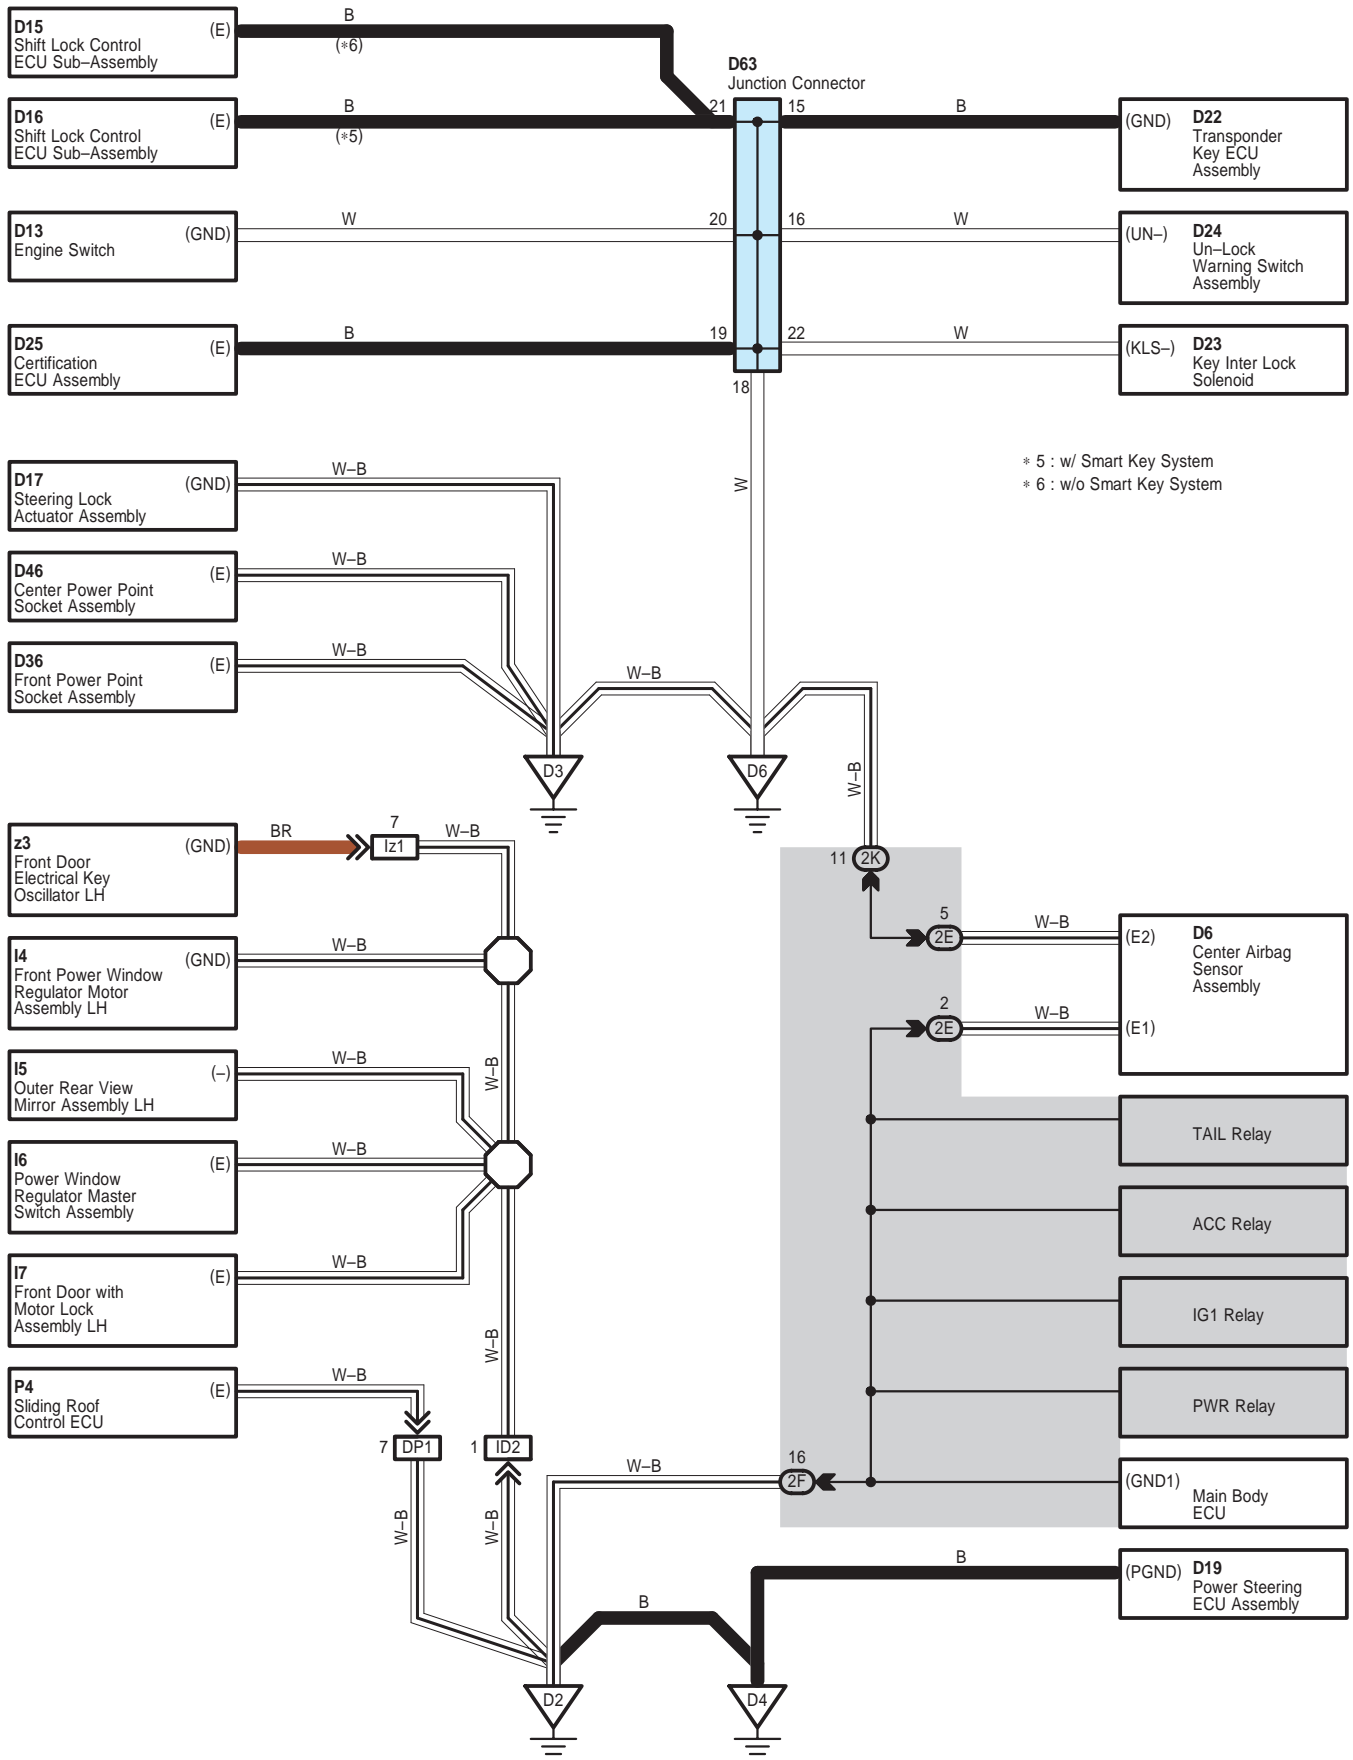 D15
Shift Lock Control
ECU Sub–Assembly
(E)
B
(∗6)
D63
Junction Connector
D16
Shift Lock Control
ECU Sub–Assembly
(E)
B
(∗5)
21
15
B
(GND)
D22
Transponder
Key ECU
Assembly
D13
Engine Switch
(GND)
W
20
16
W
(UN–)
D24
Un–Lock
Warning Switch
Assembly
D25
Certification
ECU Assembly
(E)
B
19
22
W
(KLS–)
D23
Key Inter Lock
Solenoid
18
W
∗ 5 : w/ Smart Key System
∗ 6 : w/o Smart Key System
D17
Steering Lock
Actuator Assembly
(GND)
W–B
D46
Center Power Point
Socket Assembly
(E)
W–B
D36
Front Power Point
Socket Assembly
(E)
W–B
W–B
D3
D6
W–B
z3
Front Door
Electrical Key
Oscillator LH
(GND)
BR
7
Iz1
W–B
11
2K
5
2E
W–B
(E2)
D6
Center Airbag
Sensor
Assembly
2
2E
W–B
(E1)
I4
Front Power Window
Regulator Motor
Assembly LH
(GND)
W–B
W–B
I5
Outer Rear View
Mirror Assembly LH
(–)
W–B
I6
Power Window
Regulator Master
Switch Assembly
(E)
W–B
I7
Front Door with
Motor Lock
Assembly LH
(E)
W–B
W–B
TAIL Relay
ACC Relay
IG1 Relay
PWR Relay
P4
Sliding Roof
Control ECU
(E)
W–B
7
DP1
1
ID2
W–B
W–B
W–B
16
2F
(GND1)
Main Body
ECU
B
B
(PGND)
D19
Power Steering
ECU Assembly
D2
D4